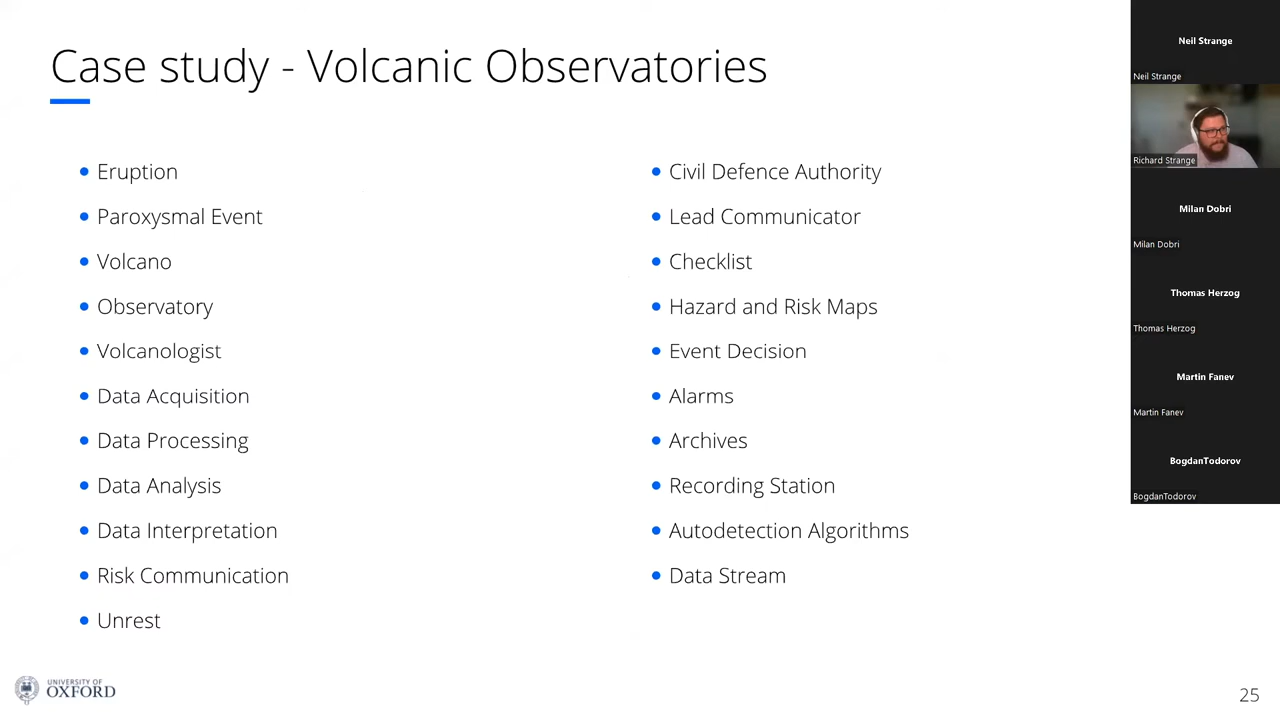 Case study - Volcanic Observatories
Eruption
Paroxysmal Event
Volcano
Observatory
Volcanologist
Data Acquisition
Data Processing
Data Analysis
Data Interpretation
Risk Communication
Unrest
Civil Defence Authority
Lead Communicator
Checklist
Hazard and Risk Maps
Event Decision
Alarms
Archives
Recording Station
Autodetection Algorithms
Data Stream
UNIVERSITY OF
OXFORD
25
Neil Strange
Neil Strange
Richard Strange
Milan Dobri
Milan Dobri
Thomas Herzog
Thomas Herzog
Martin Fanev
Martin Fanev
BogdanTodorov
BogdanTodorov